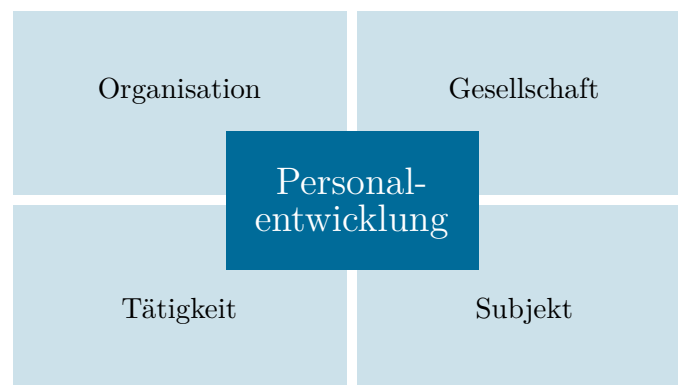 Organisation
Gesellschaft
Personal-
entwicklung
Tätigkeit
Subjekt